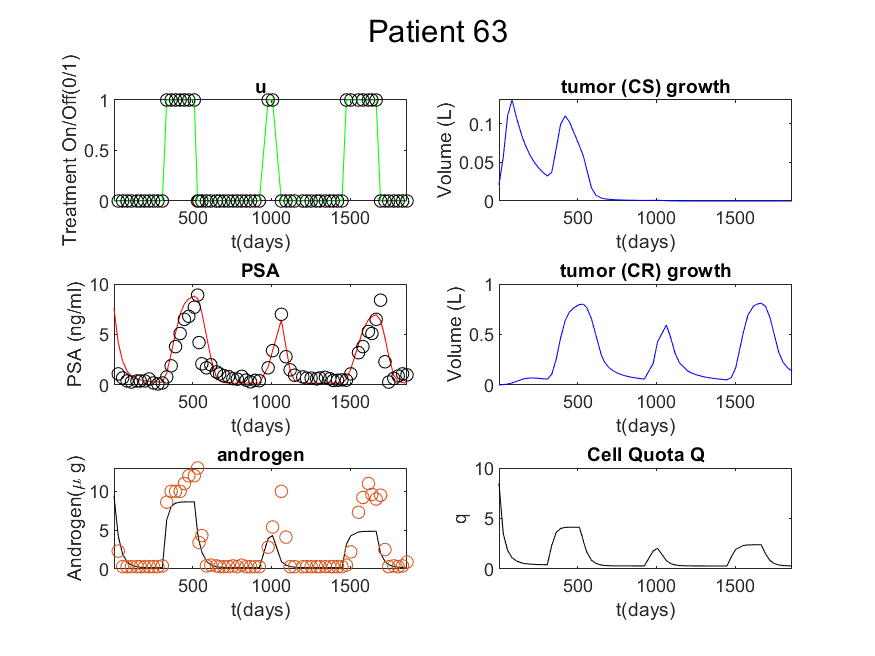 Patient 63
u
Treatment On/Off(0/1)
1
0.5
0
500 1000 1500
t(days)
tumor (CS) growth
Volume (L)
0.1
0.05
0
500 1000 1500
t(days)
PSA
PSA (ng/ml)
10
5
0
500 1000 1500
t(days)
tumor (CR) growth
Volume (L)
1
0.5
0
500 1000 1500
t(days)
androgen
Androgen(μ g)
10
5
0
500 1000 1500
t(days)
Cell Quota Q
q
10
5
0
500 1000 1500
t(days)